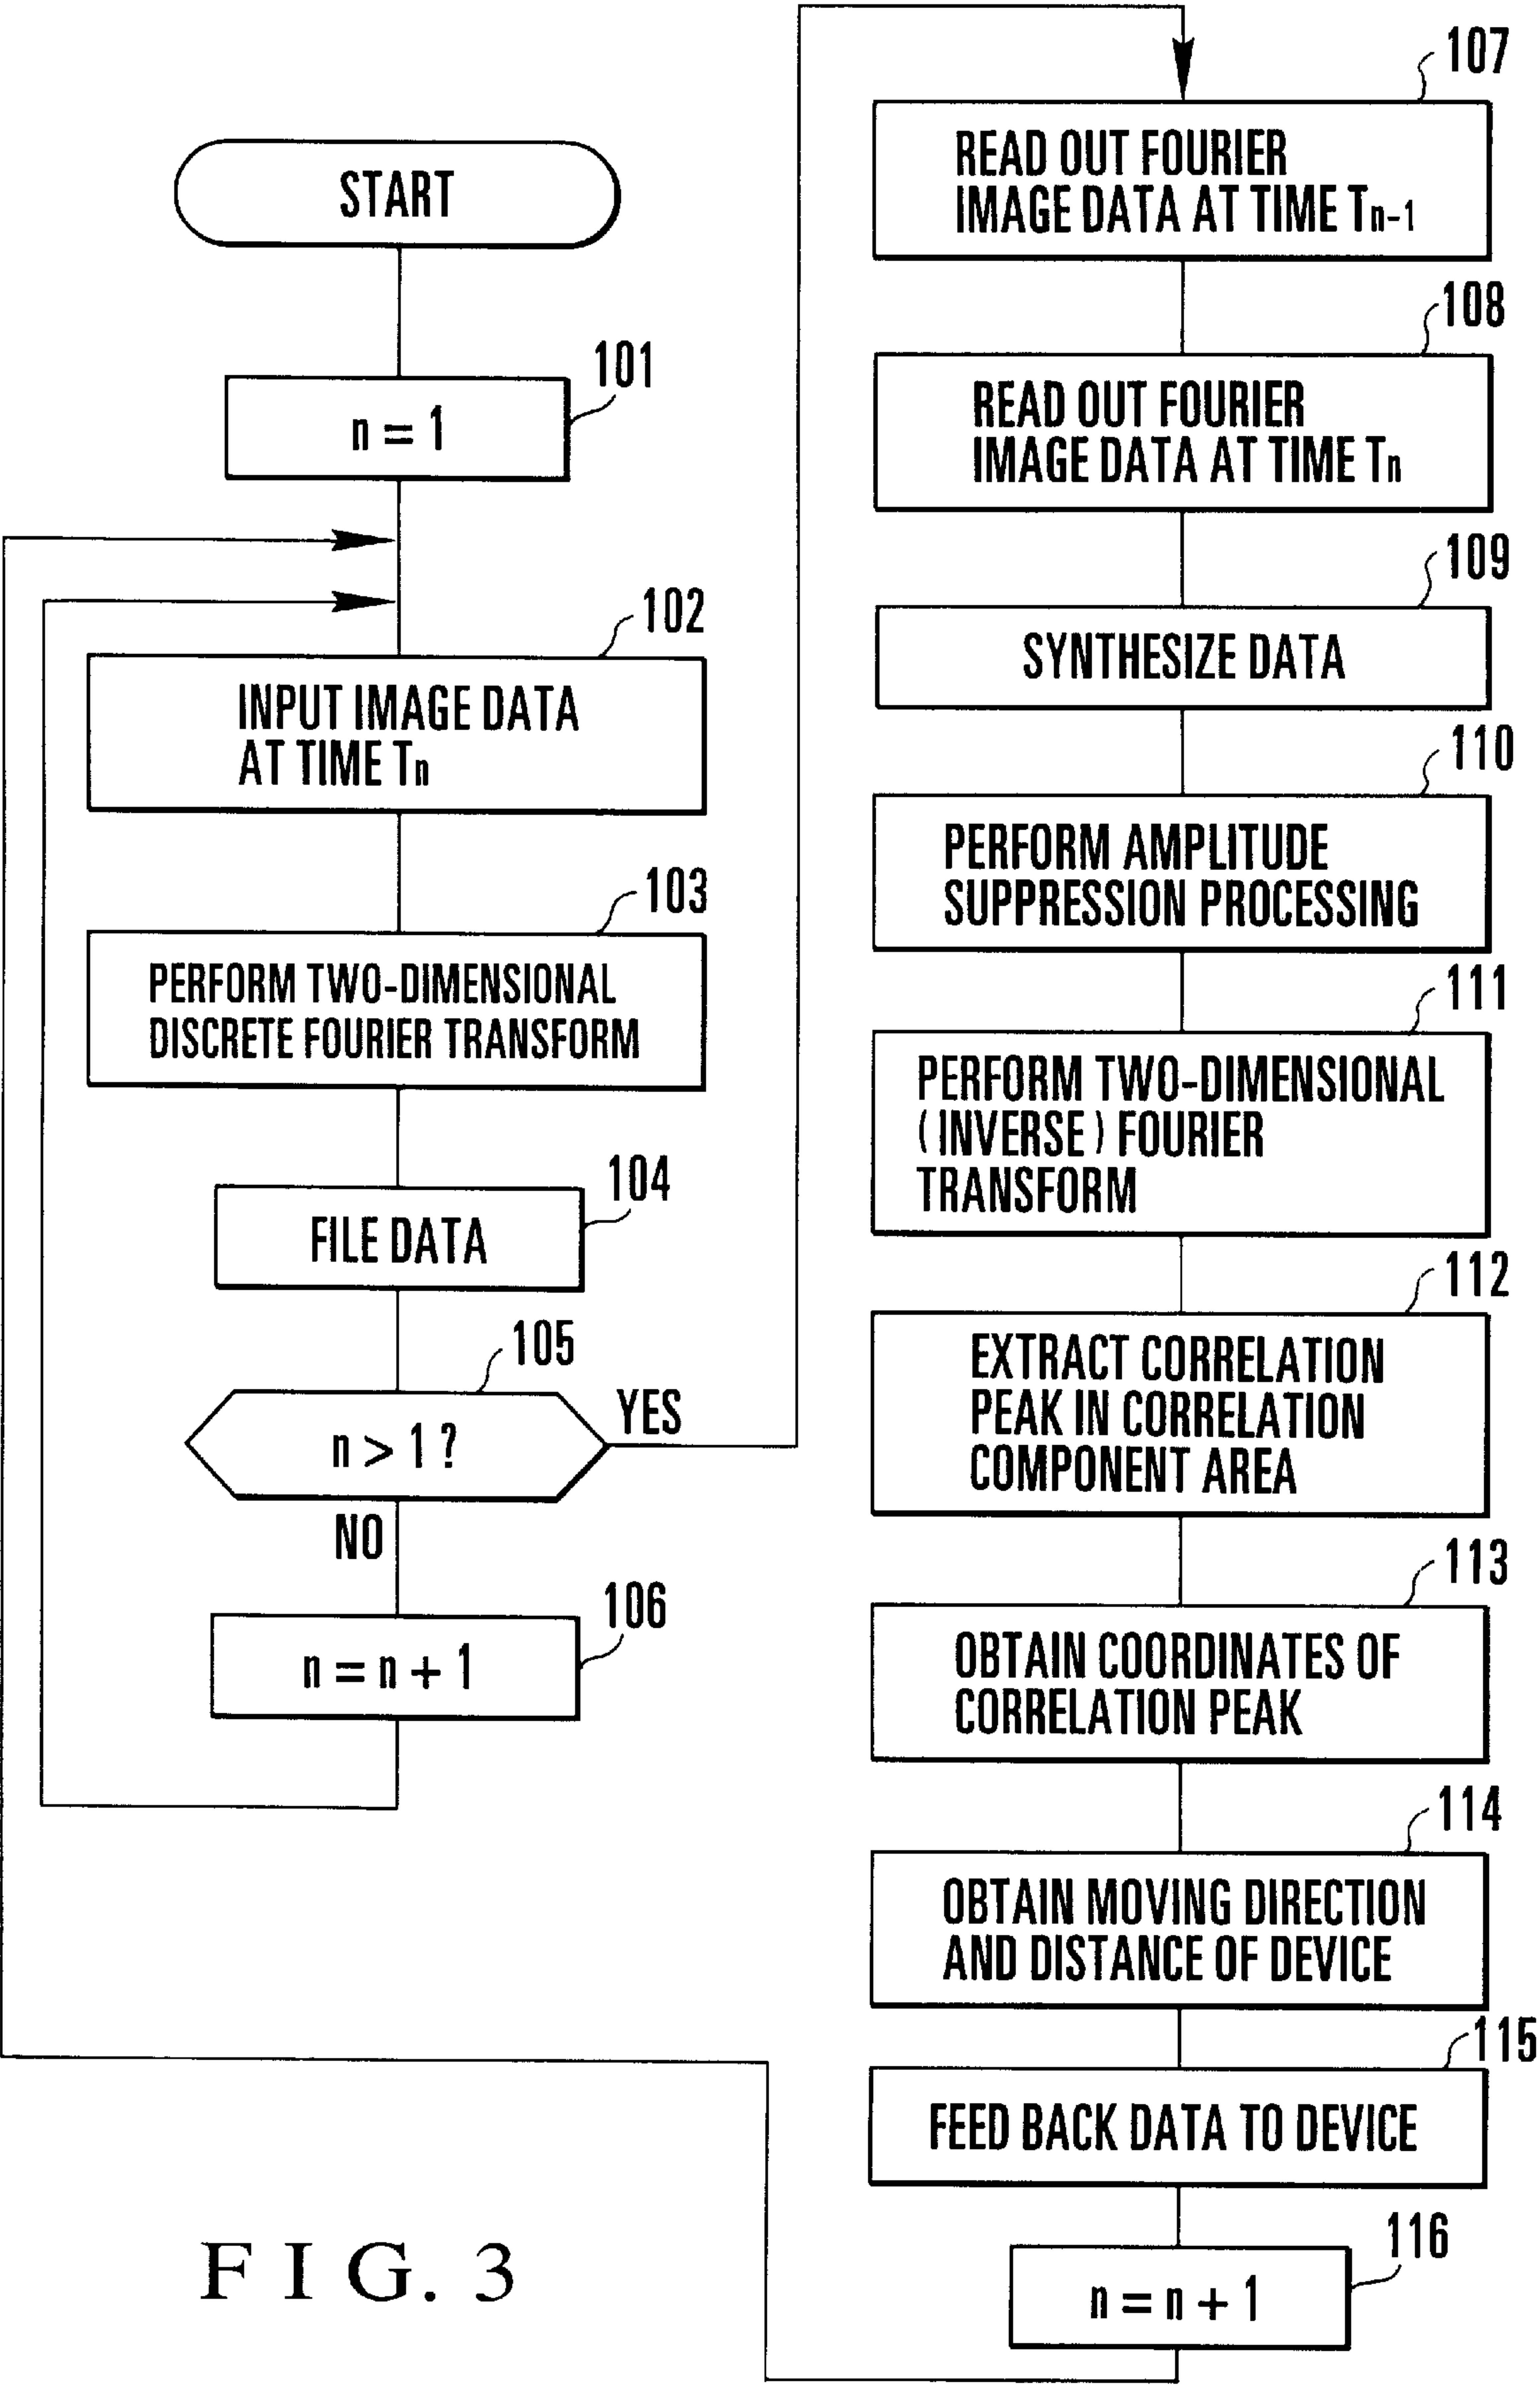 START
101
n = 1
102
INPUT IMAGE DATA
AT TIME Tn
103
PERFORM TWO-DIMENSIONAL
DISCRETE FOURIER TRANSFORM
104
FILE DATA
105
n > 1 ?
YES
NO
106
n = n + 1
107
READ OUT FOURIER
IMAGE DATA AT TIME Tn-1
108
READ OUT FOURIER
IMAGE DATA AT TIME Tn
109
SYNTHESIZE DATA
110
PERFORM AMPLITUDE
SUPPRESSION PROCESSING
111
PERFORM TWO-DIMENSIONAL
(INVERSE) FOURIER
TRANSFORM
112
EXTRACT CORRELATION
PEAK IN CORRELATION
COMPONENT AREA
113
OBTAIN COORDINATES OF
CORRELATION PEAK
114
OBTAIN MOVING DIRECTION
AND DISTANCE OF DEVICE
115
FEED BACK DATA TO DEVICE
116
n = n + 1
FIG. 3